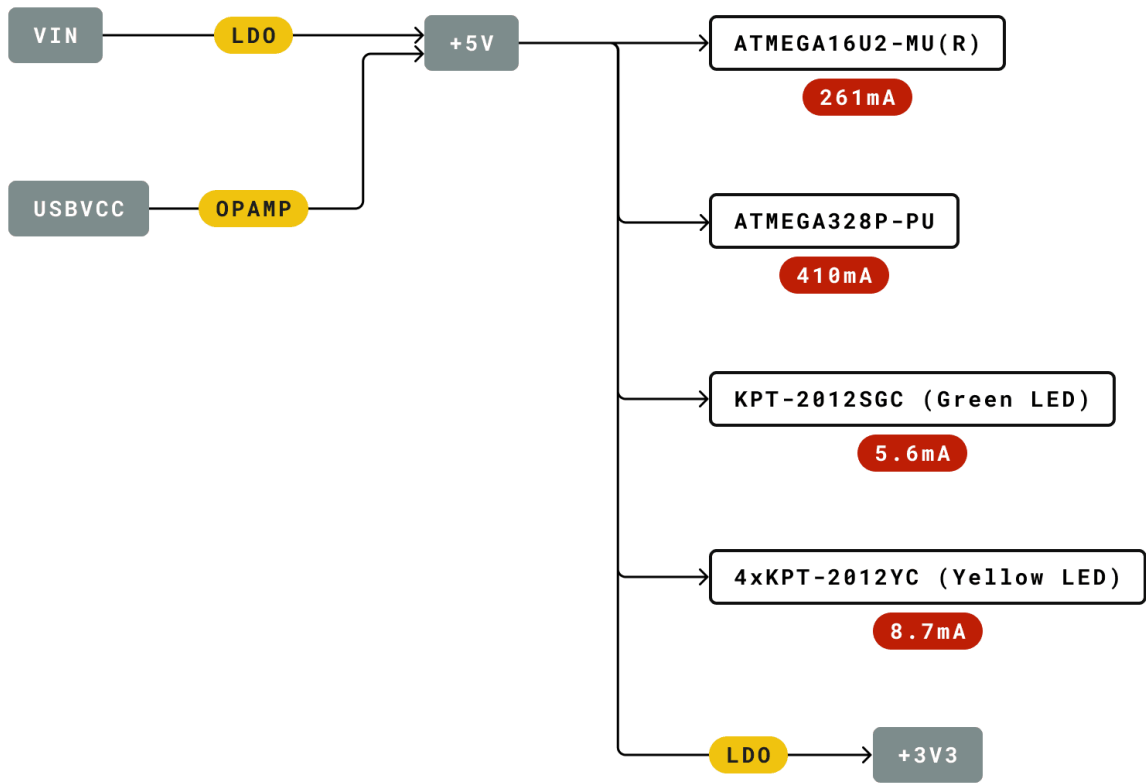 VIN
LDO
+5V
ATMEGA16U2-MU(R)
261mA
USBVCC
OPAMP
ATMEGA328P-PU
410mA
KPT-2012SGC (Green LED)
5.6mA
4xKPT-2012YC (Yellow LED)
8.7mA
LDO
+3V3